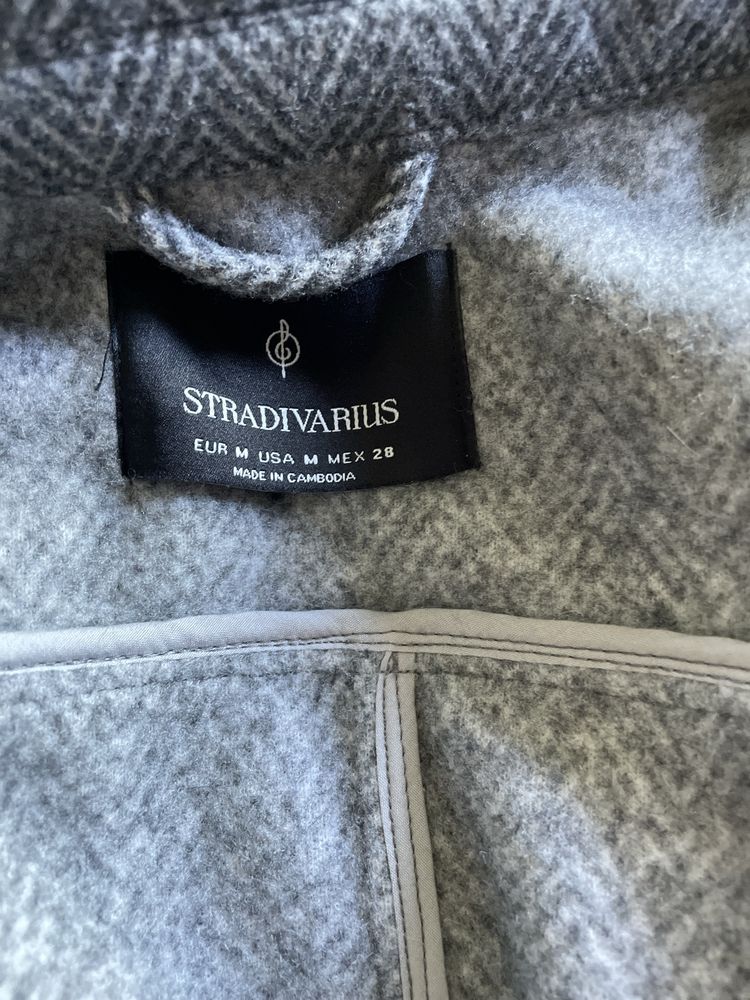 STRADIVARIUS
EUR M USA M MEX 28
MADE IN CAMBODIA